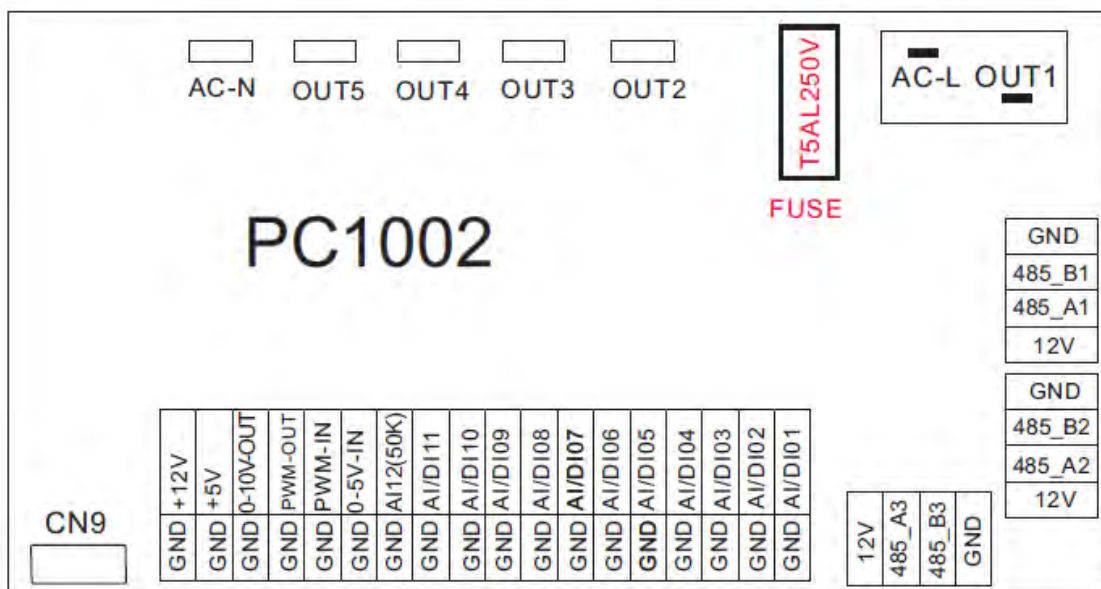 AC-N OUT5 OUT4 OUT3 OUT2
T5AL250V
FUSE
AC-L OUT1
PC1002
GND
485_B1
485_A1
12V
GND
485_B2
485_A2
12V
CN9
GND +12V
GND +5V
GND 0-10V-OUT
GND PWM-OUT
GND PWM-IN
GND 0-5V-IN
GND AI12(50K)
GND AI/DI11
GND AI/DI10
GND AI/DI09
GND AI/DI08
GND AI/DI07
GND AI/DI06
GND AI/DI05
GND AI/DI04
GND AI/DI03
GND AI/DI02
GND AI/DI01
12V
485_A3
485_B3
GND